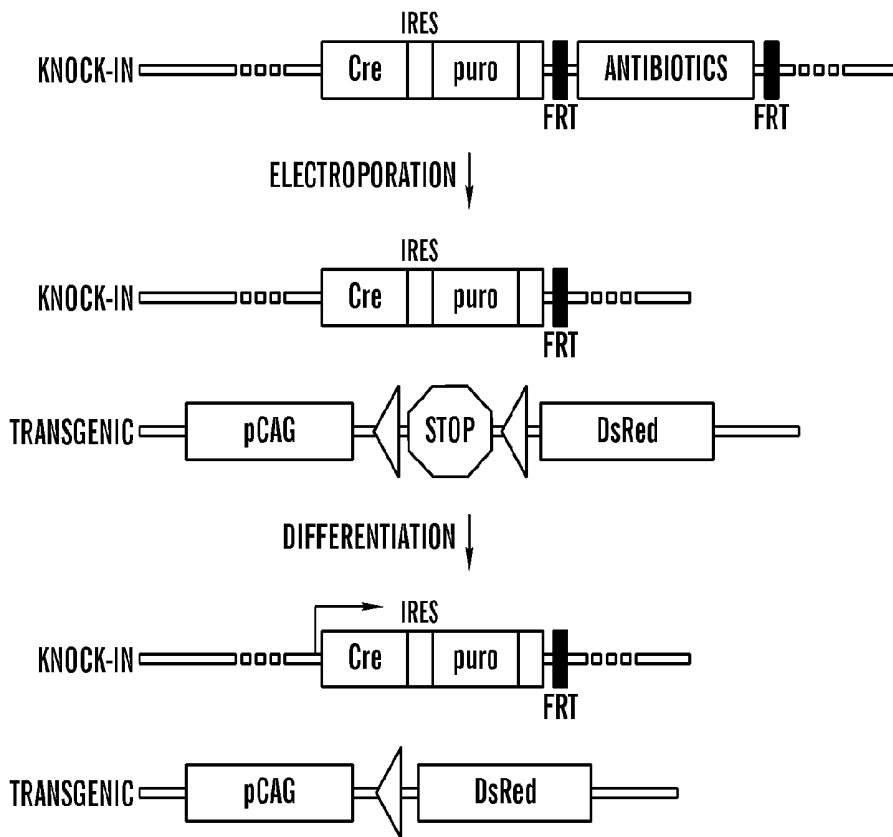 IRES
KNOCK-IN Cre puro ANTIBIOTICS
FRT FRT
ELECTROPORATION
IRES
KNOCK-IN Cre puro
FRT
TRANSGENIC pCAG STOP DsRed
DIFFERENTIATION
IRES
KNOCK-IN Cre puro
FRT
TRANSGENIC pCAG DsRed